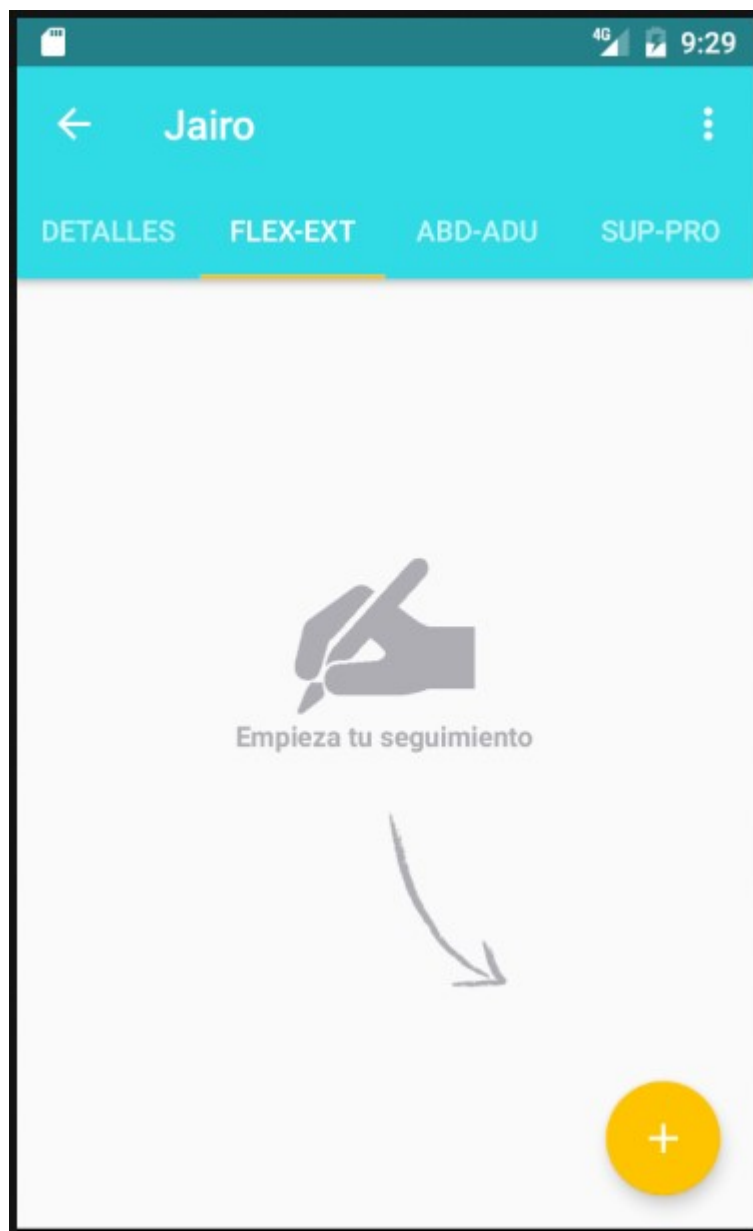 4G 9:29
Jairo
DETALLES FLEX-EXT ABD-ADU SUP-PRO
Empieza tu seguimiento
+